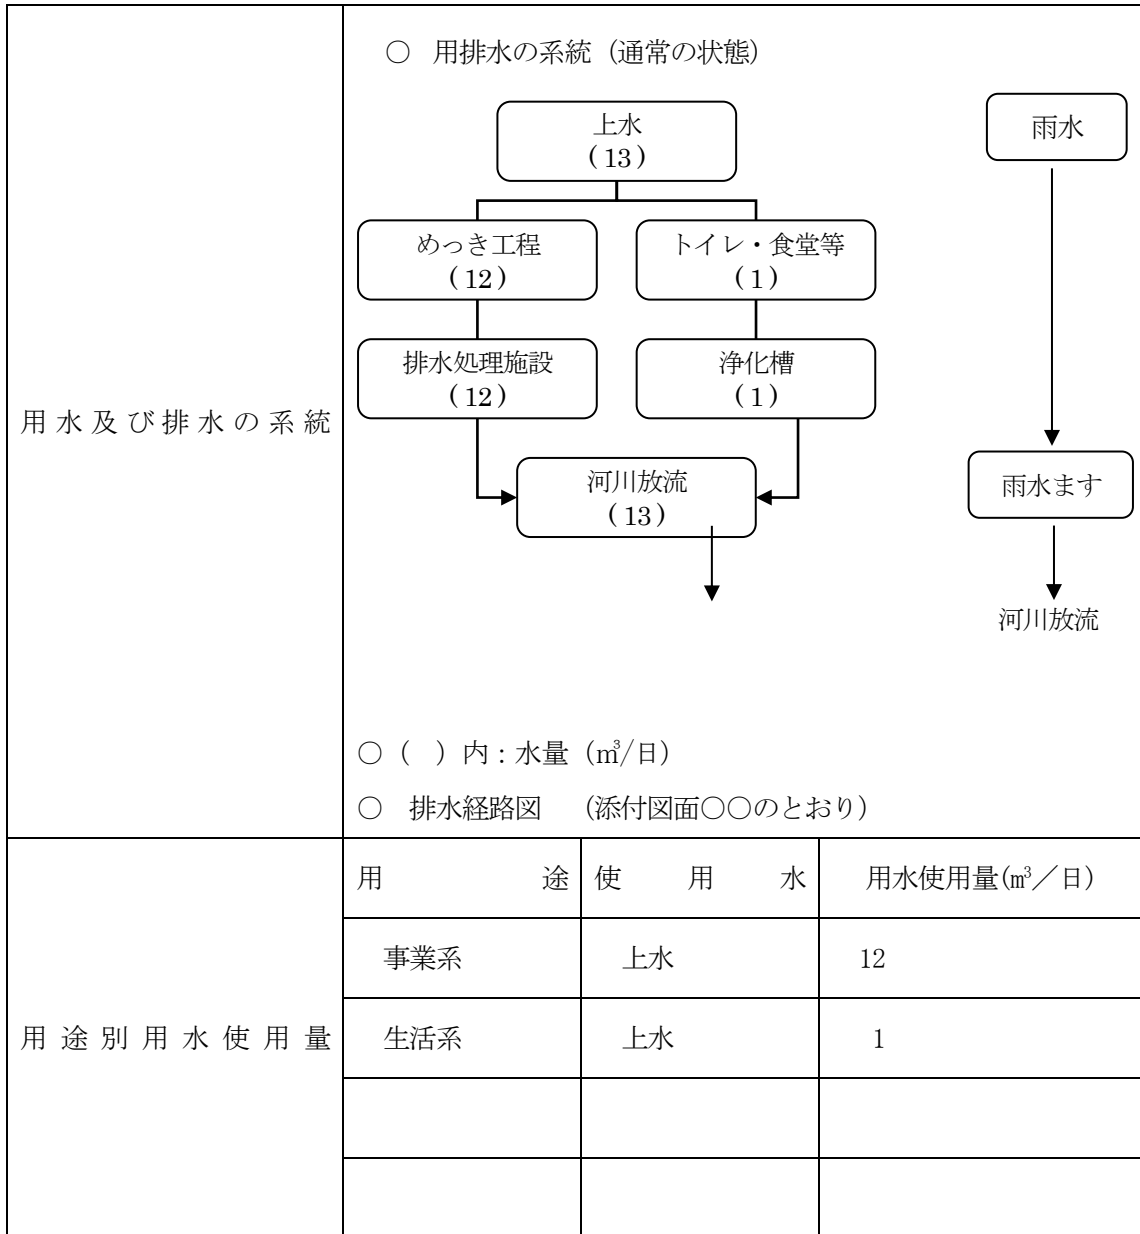 ○ 用排水の系統（通常の状態）
上水
（13）
雨水
めっき工程
（12）
トイレ・食堂等
（1）
排水処理施設
（12）
浄化槽
（1）
用水及び排水の系統
河川放流
（13）
雨水ます
河川放流
○（ ）内：水量（㎥/日）
○ 排水経路図 （添付図面○○のとおり）
用途 使用水 用水使用量(m³／日)
事業系 上水 12
用途別用水使用量 生活系 上水 1